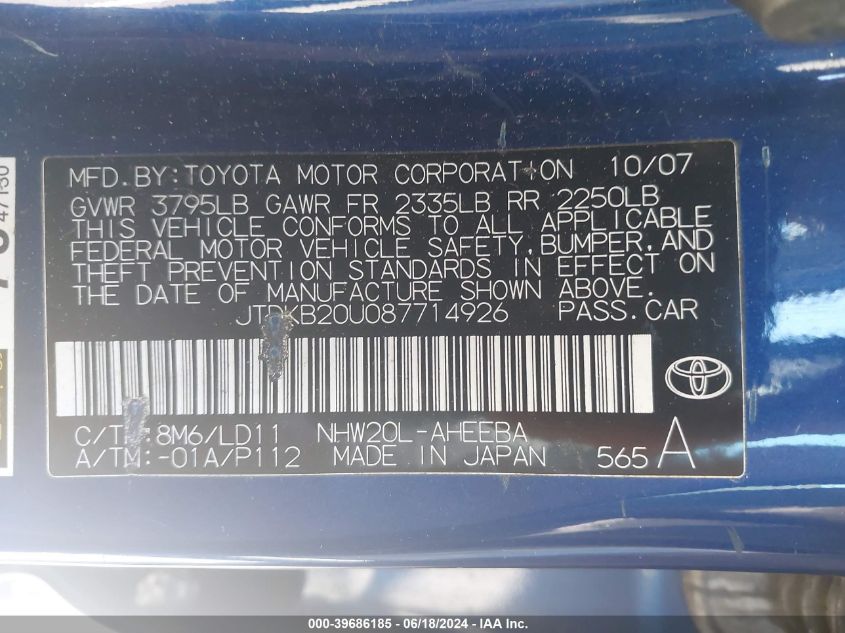 MFD. BY: TOYOTA MOTOR CORPORATION 10/07
GVWR 3795LB GAWR FR 2335LB RR 2250LB
THIS VEHICLE CONFORMS TO ALL APPLICABLE
FEDERAL MOTOR VEHICLE SAFETY, BUMPER, AND
THEFT PREVENTION STANDARDS IN EFFECT ON
THE DATE OF MANUFACTURE SHOWN ABOVE.
JTDKB20U087714926 PASS. CAR
C/TR: 8M6/LD11 NHW20L-AHEEBA
A/TM: -01A/P112 MADE IN JAPAN 565 A
47130
000-39686185 - 06/18/2024 - IAAI Inc.